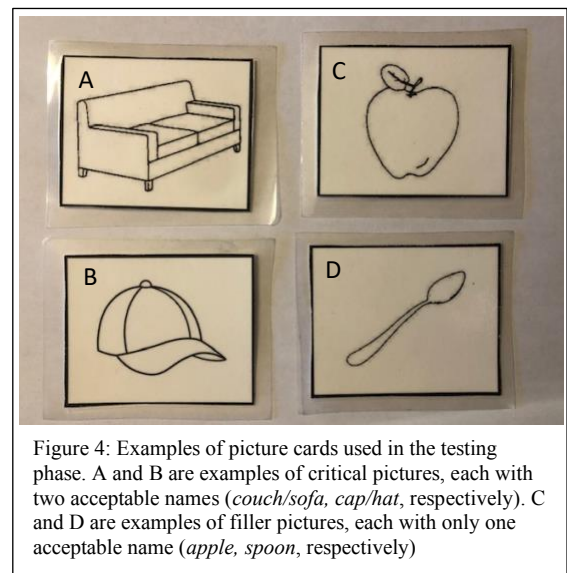 A
C
B
D
Figure 4: Examples of picture cards used in the testing
phase. A and B are examples of critical pictures, each with
two acceptable names (couch/sofa, cap/hat, respectively). C
and D are examples of filler pictures, each with only one
acceptable name (apple, spoon, respectively)